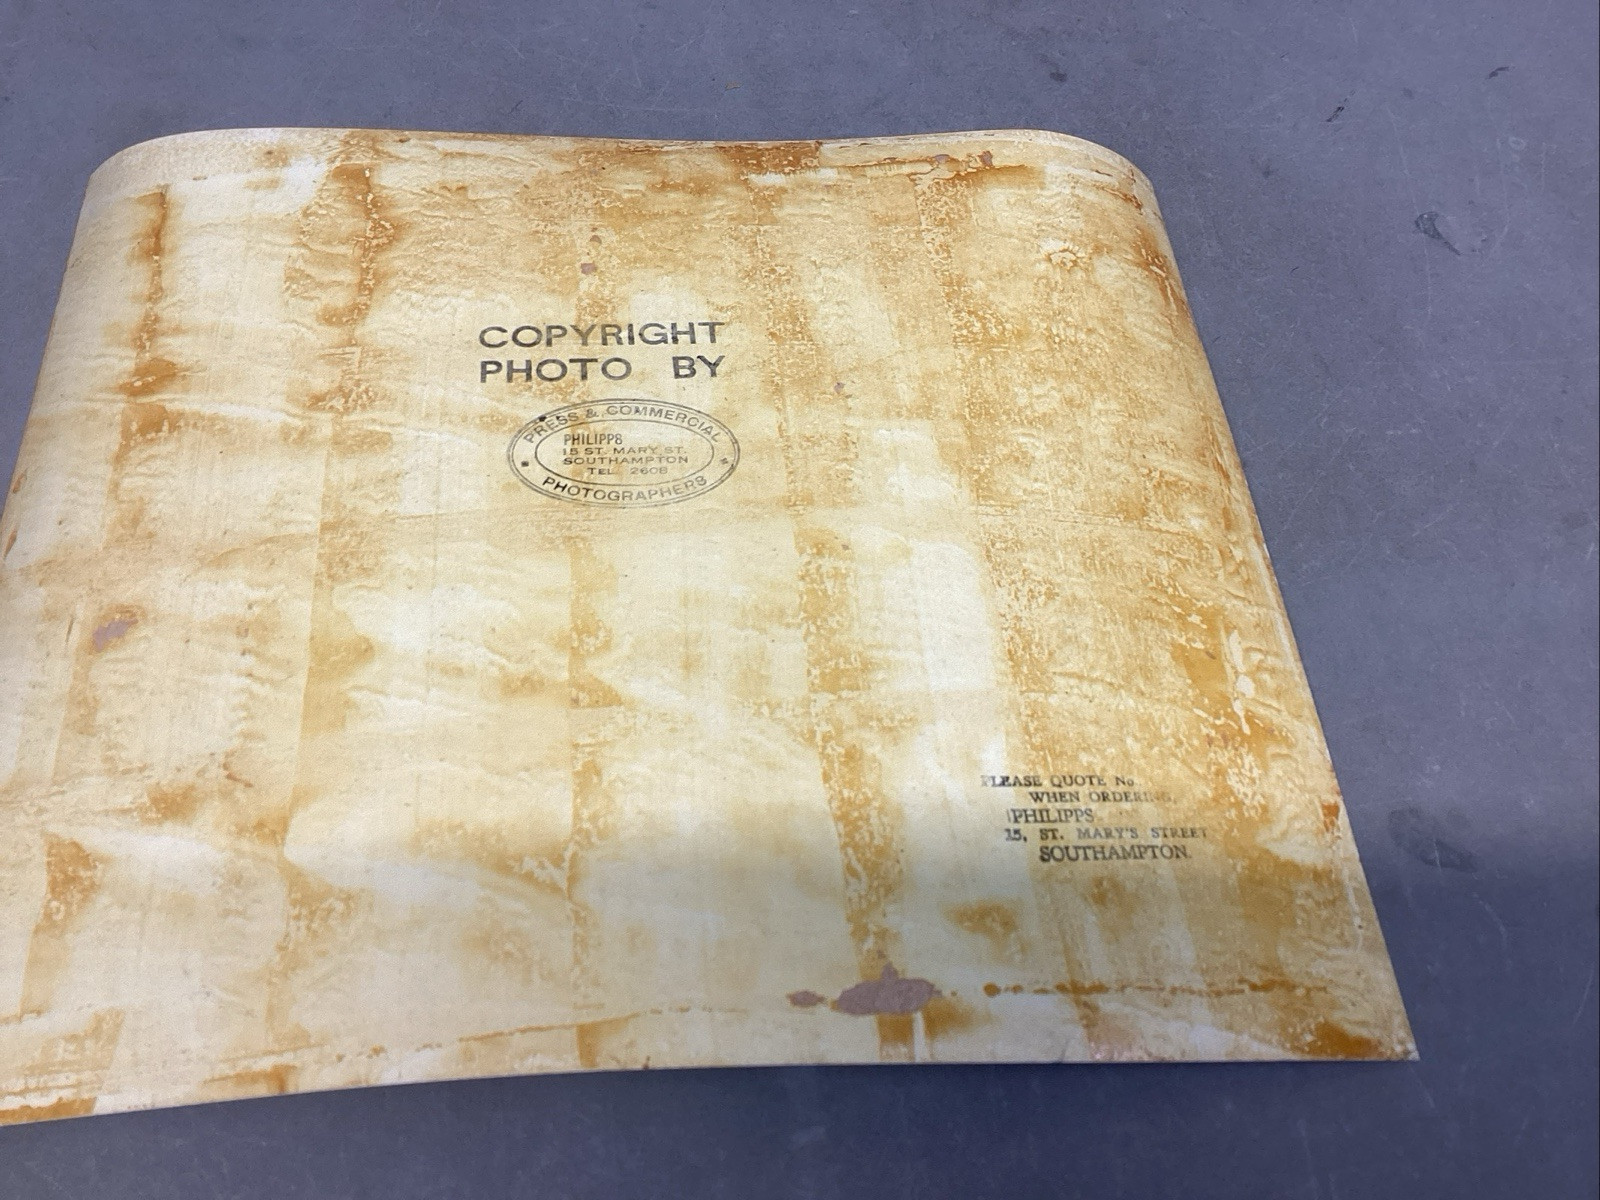 COPYRIGHT
PHOTO BY
PRESS & COMMERCIAL
PHILIPPS
15 ST. MARY ST.
SOUTHAMPTON
TEL. 2608
PHOTOGRAPHERS
PLEASE QUOTE No
WHEN ORDERING,
PHILIPPS
15, ST. MARY'S STREET
SOUTHAMPTON.